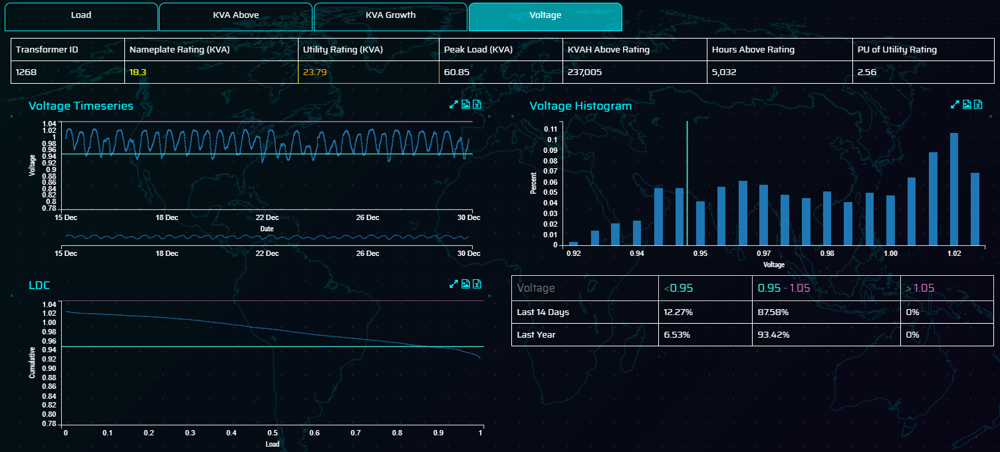 Load
KVA Above
KVA Growth
Voltage
Transformer ID
Nameplate Rating (KVA)
Utility Rating (KVA)
Peak Load (KVA)
KVAH Above Rating
Hours Above Rating
PU of Utility Rating
1268
18.3
23.79
60.85
237,005
5,032
2.56
Voltage Timeseries
1.04
1.02
1
0.98
0.96
0.94
0.92
0.9
0.88
0.86
0.84
0.82
0.8
0.78
Voltage
15 Dec
18 Dec
22 Dec
26 Dec
30 Dec
Date
15 Dec
18 Dec
22 Dec
26 Dec
30 Dec
Voltage Histogram
0.11
0.1
0.09
0.08
0.07
0.06
0.05
0.04
0.03
0.02
0.01
0
Percent
0.92
0.94
0.95
0.97
0.98
1.00
1.02
Voltage
LDC
1.04
1.02
1.00
0.98
0.96
0.94
0.92
0.90
0.88
0.86
0.84
0.82
0.80
0.78
Cumulative
0
0.1
0.2
0.3
0.4
0.5
0.6
0.7
0.8
0.9
1
Load
Voltage
<0.95
0.95 - 1.05
> 1.05
Last 14 Days
12.27%
87.58%
0%
Last Year
6.53%
93.42%
0%